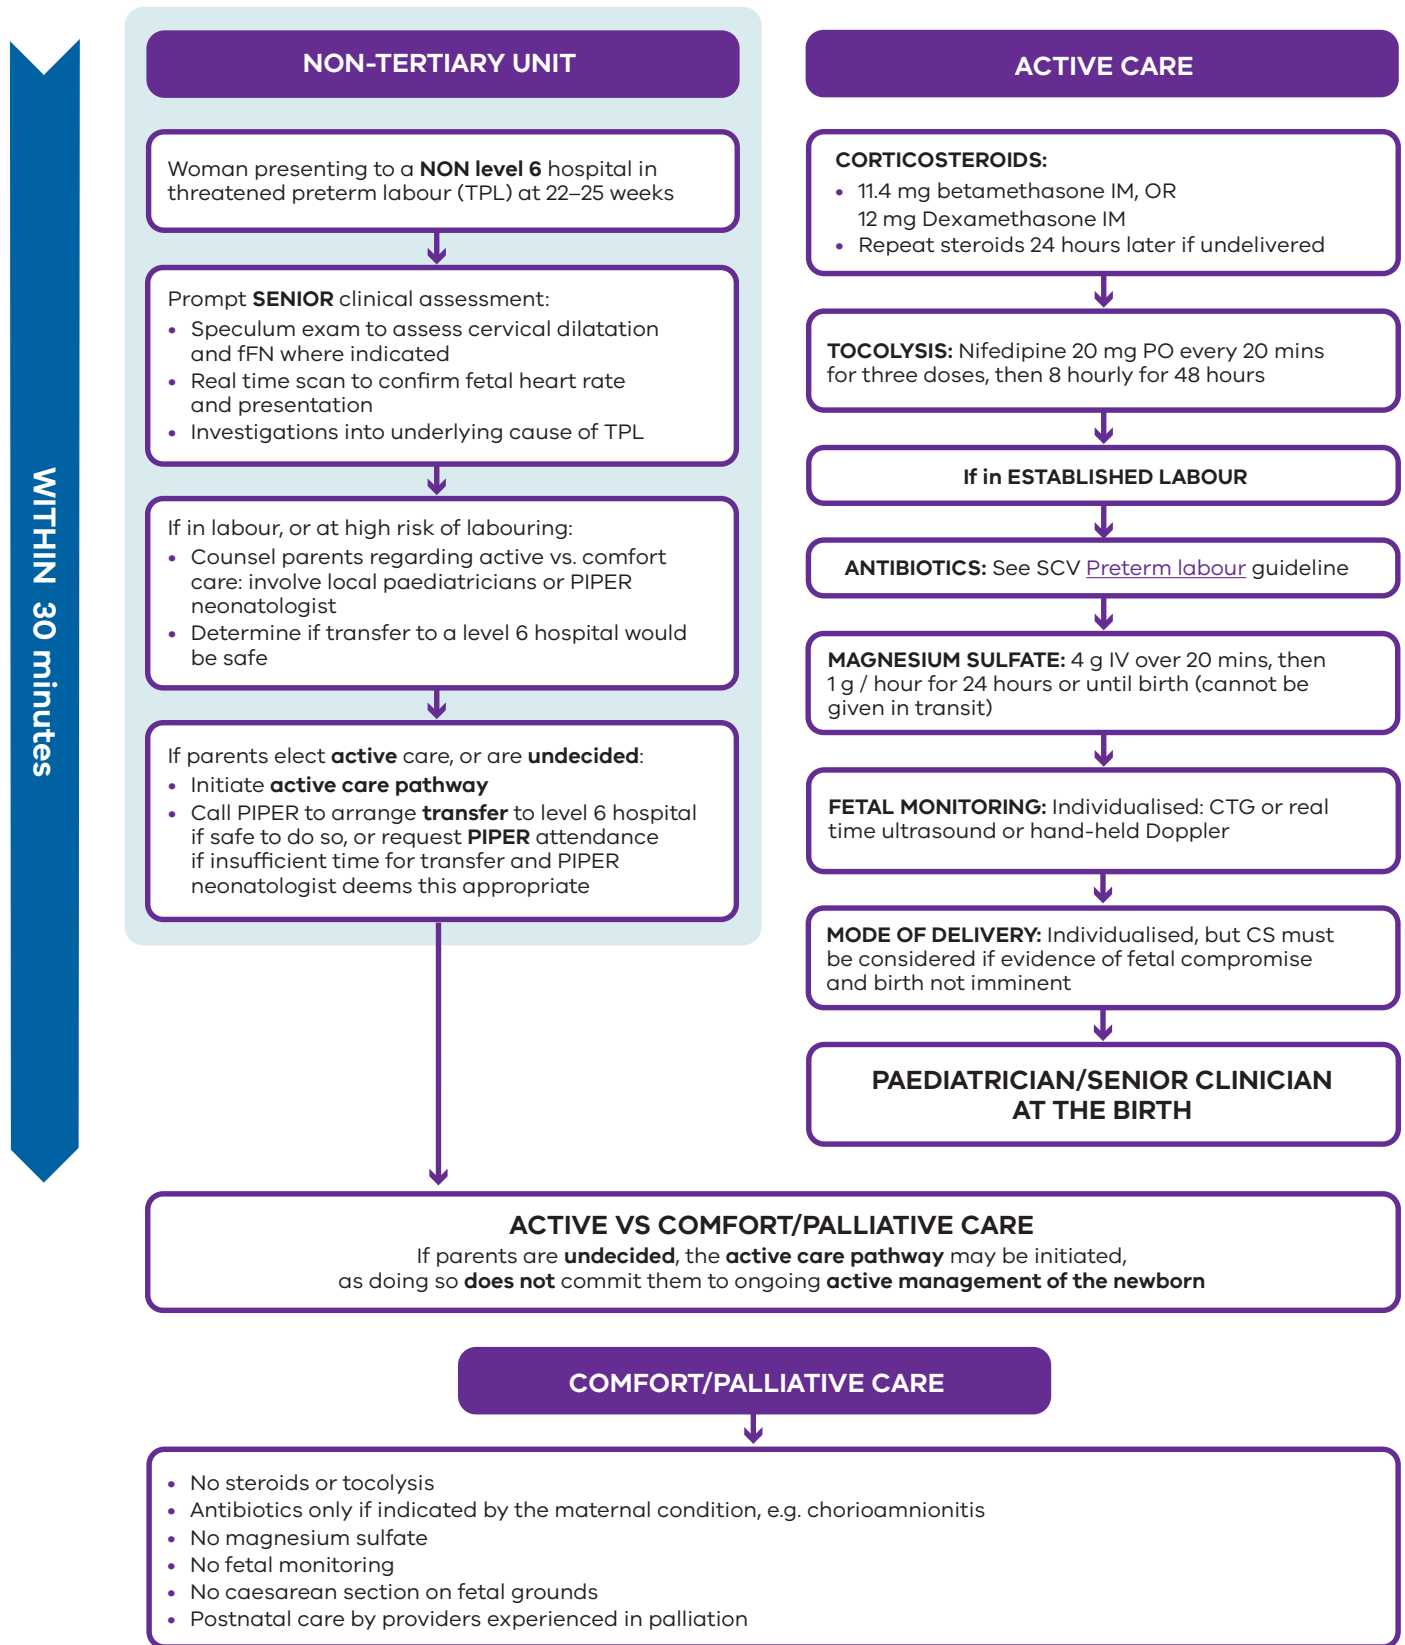 WITHIN 30 minutes
NON-TERTIARY UNIT
Woman presenting to a NON level 6 hospital in
threatened preterm labour (TPL) at 22–25 weeks
Prompt SENIOR clinical assessment:
• Speculum exam to assess cervical dilatation
and fFN where indicated
• Real time scan to confirm fetal heart rate
and presentation
• Investigations into underlying cause of TPL
If in labour, or at high risk of labouring:
• Counsel parents regarding active vs. comfort
care: involve local paediatricians or PIPER
neonatologist
• Determine if transfer to a level 6 hospital would
be safe
If parents elect active care, or are undecided:
• Initiate active care pathway
• Call PIPER to arrange transfer to level 6 hospital
if safe to do so, or request PIPER attendance
if insufficient time for transfer and PIPER
neonatologist deems this appropriate
ACTIVE CARE
CORTICOSTEROIDS:
• 11.4 mg betamethasone IM, OR
12 mg Dexamethasone IM
• Repeat steroids 24 hours later if undelivered
TOCOLYSIS: Nifedipine 20 mg PO every 20 mins
for three doses, then 8 hourly for 48 hours
If in ESTABLISHED LABOUR
ANTIBIOTICS: See SCV Preterm labour guideline
MAGNESIUM SULFATE: 4 g IV over 20 mins, then
1 g / hour for 24 hours or until birth (cannot be
given in transit)
FETAL MONITORING: Individualised: CTG or real
time ultrasound or hand-held Doppler
MODE OF DELIVERY: Individualised, but CS must
be considered if evidence of fetal compromise
and birth not imminent
PAEDIATRICIAN/SENIOR CLINICIAN
AT THE BIRTH
ACTIVE VS COMFORT/PALLIATIVE CARE
If parents are undecided, the active care pathway may be initiated,
as doing so does not commit them to ongoing active management of the newborn
COMFORT/PALLIATIVE CARE
• No steroids or tocolysis
• Antibiotics only if indicated by the maternal condition, e.g. chorioamnionitis
• No magnesium sulfate
• No fetal monitoring
• No caesarean section on fetal grounds
• Postnatal care by providers experienced in palliation